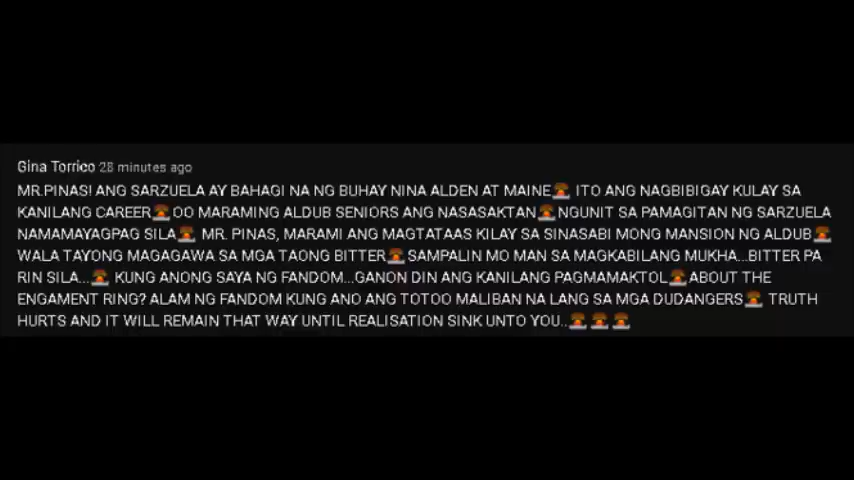 Gina Torrico 28 minutes ago
MR.PINAS! ANG SARZUELA AY BAHAGI NA NG BUHAY NINA ALDEN AT MAINE🌋 ITO ANG NAGBIBIGAY KULAY SA
KANILANG CAREER🌋OO MARAMING ALDUB SENIORS ANG NASASAKTAN🌋NGUNIT SA PAMAGITAN NG SARZUELA
NAMAMAYAGPAG SILA🌋 MR. PINAS, MARAMI ANG MAGTATAAS KILAY SA SINASABI MONG MANSION NG ALDUB🌋
WALA TAYONG MAGAGAWA SA MGA TAONG BITTER🌋SAMPALIN MO MAN SA MAGKABILANG MUKHA...BITTER PA
RIN SILA...🌋 KUNG ANONG SAYA NG FANDOM...GANON DIN ANG KANILANG PAGMAMAKTOL🌋ABOUT THE
ENGAMENT RING? ALAM NG FANDOM KUNG ANO ANG TOTOO MALIBAN NA LANG SA MGA DUDANGERS🌋 TRUTH
HURTS AND IT WILL REMAIN THAT WAY UNTIL REALISATION SINK UNTO YOU..🌋🌋🌋